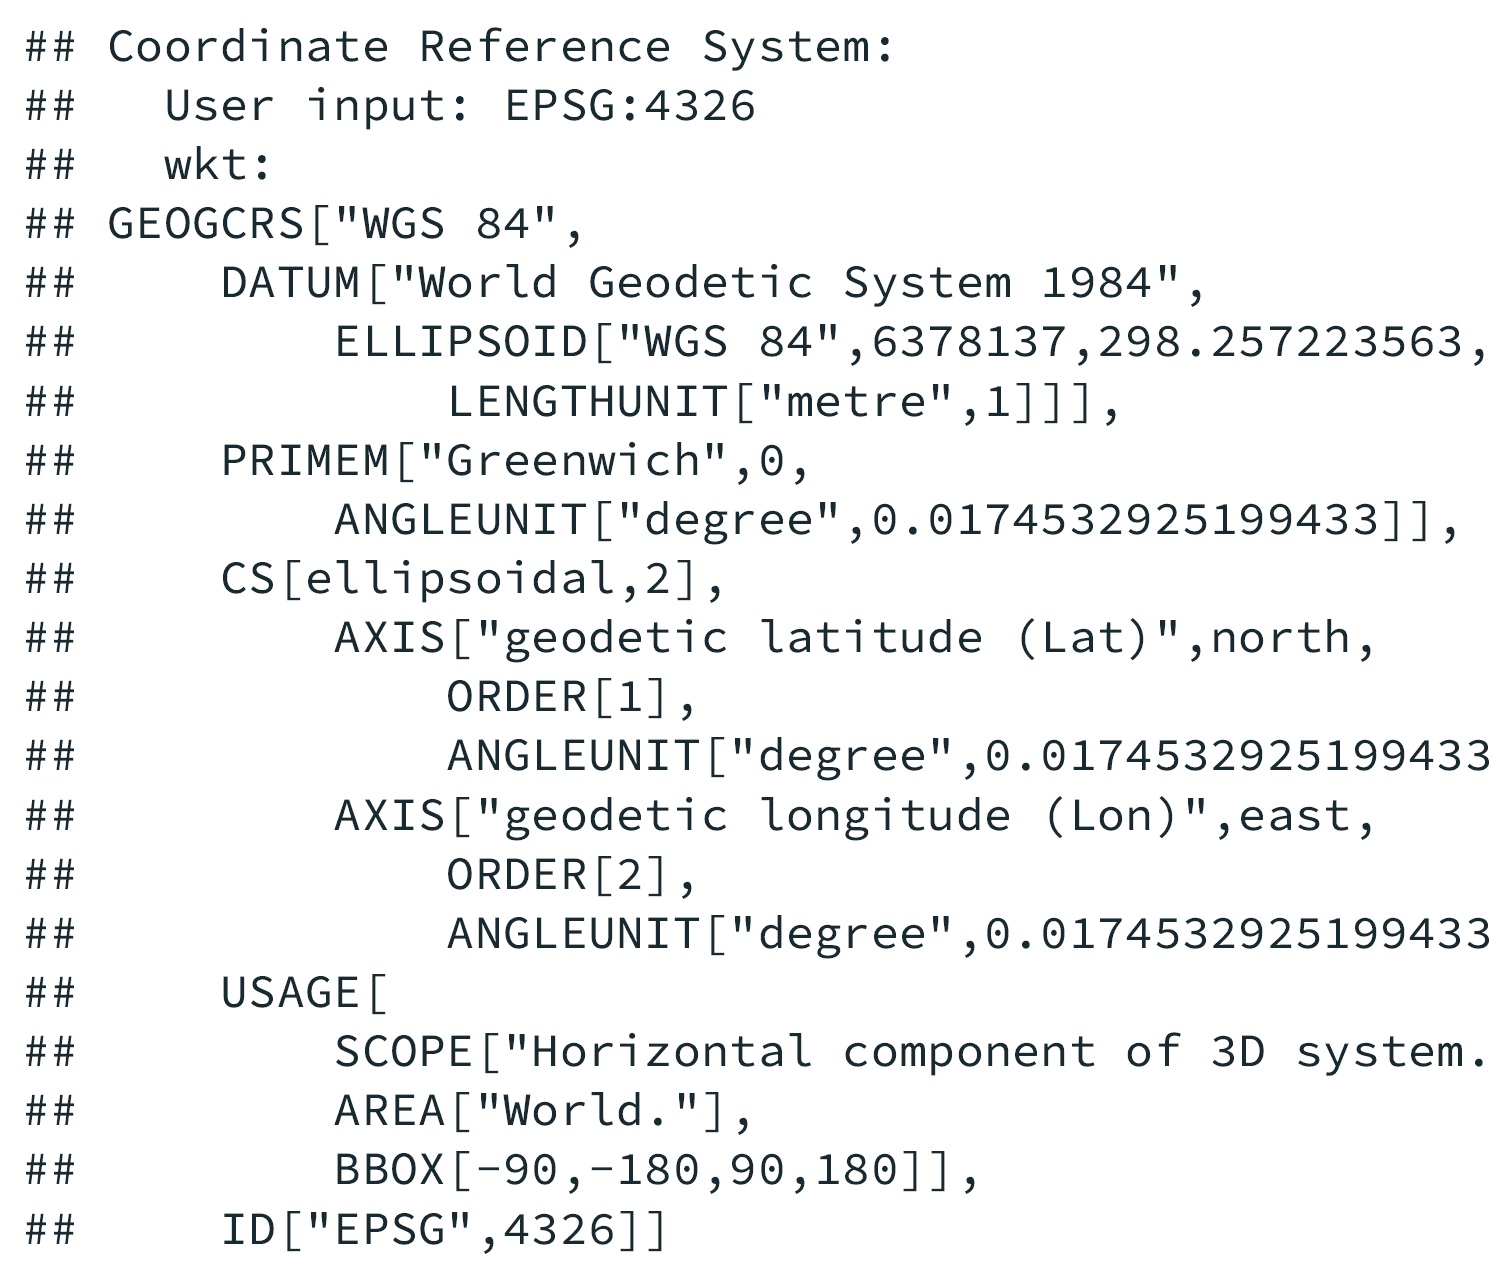 ## Coordinate Reference System:
##   User input: EPSG:4326
##   wkt:
## GEOGCRS["WGS 84",
##     DATUM["World Geodetic System 1984",
##         ELLIPSOID["WGS 84",6378137,298.257223563,
##             LENGTHUNIT["metre",1]]],
##     PRIMEM["Greenwich",0,
##         ANGLEUNIT["degree",0.0174532925199433]],
##     CS[ellipsoidal,2],
##         AXIS["geodetic latitude (Lat)",north,
##             ORDER[1],
##             ANGLEUNIT["degree",0.0174532925199433
##         AXIS["geodetic longitude (Lon)",east,
##             ORDER[2],
##             ANGLEUNIT["degree",0.0174532925199433
##     USAGE[
##         SCOPE["Horizontal component of 3D system.
##         AREA["World."],
##         BBOX[-90,-180,90,180]],
##     ID["EPSG",4326]]